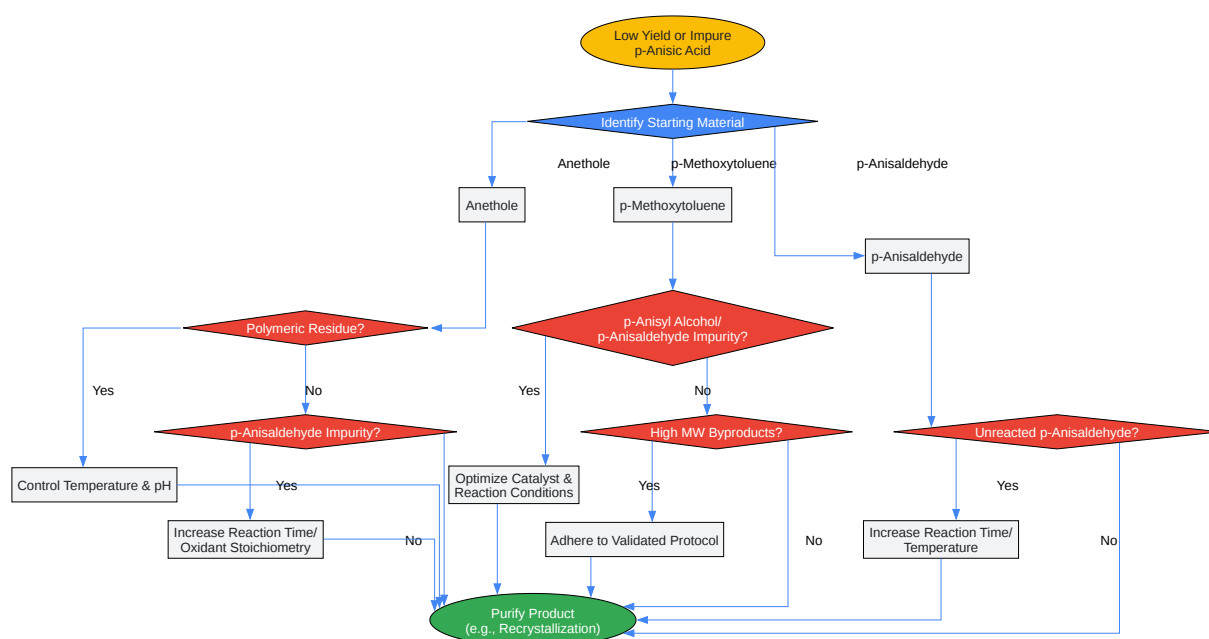 Low Yield or Impure
p-Anisic Acid
Identify Starting Material
Anethole
p-Methoxytoluene
p-Anisaldehyde
Anethole
p-Methoxytoluene
p-Anisaldehyde
Polymeric Residue?
p-Anisyl Alcohol/
p-Anisaldehyde Impurity?
Yes
No
Yes
No
p-Anisaldehyde Impurity?
High MW Byproducts?
Unreacted p-Anisaldehyde?
Control Temperature & pH
Yes
Optimize Catalyst &
Reaction Conditions
Yes
Yes
Increase Reaction Time/
Oxidant Stoichiometry
No
Adhere to Validated Protocol
No
Increase Reaction Time/
Temperature
No
Purify Product
(e.g., Recrystallization)